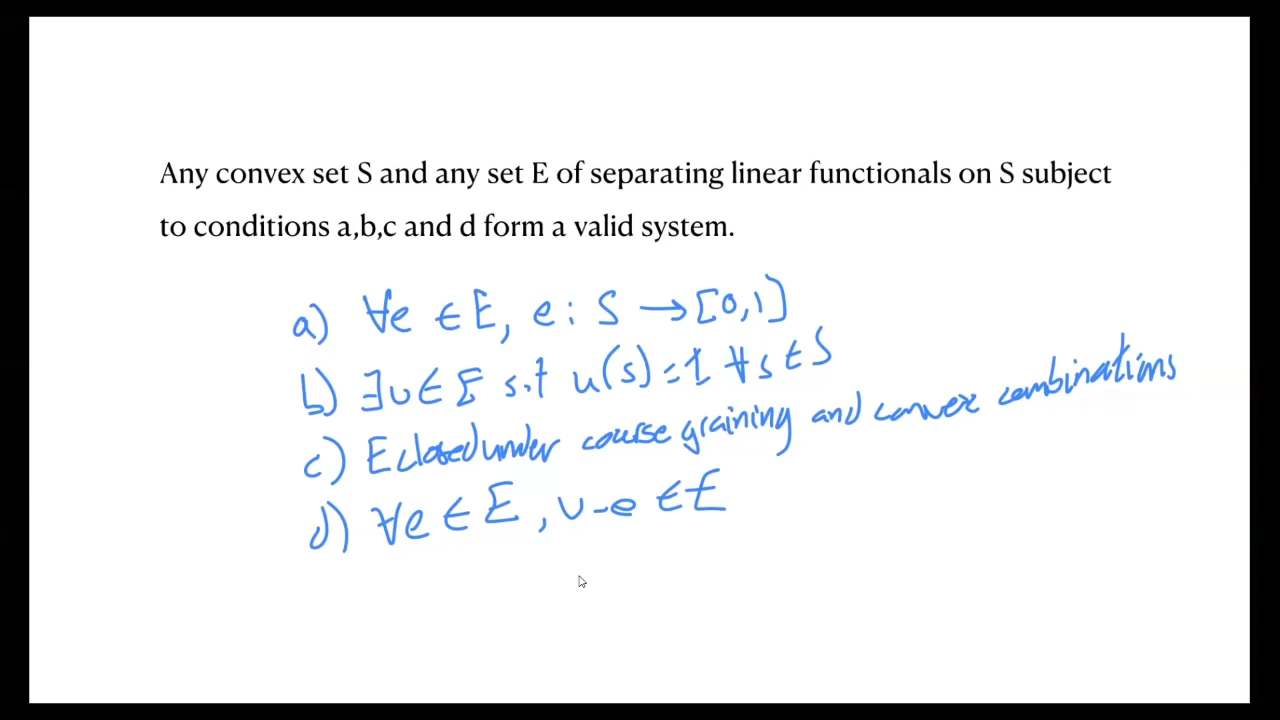 Any convex set S and any set E of separating linear functionals on S subject
to conditions a,b,c and d form a valid system.
a) ∀e ∈ E, e : S → [0,1]
b) ∃u ∈ E s.t u(s) = 1 ∀s ∈ S
c) E closed under course graining and convex combinations
d) ∀e ∈ E, u-e ∈ E